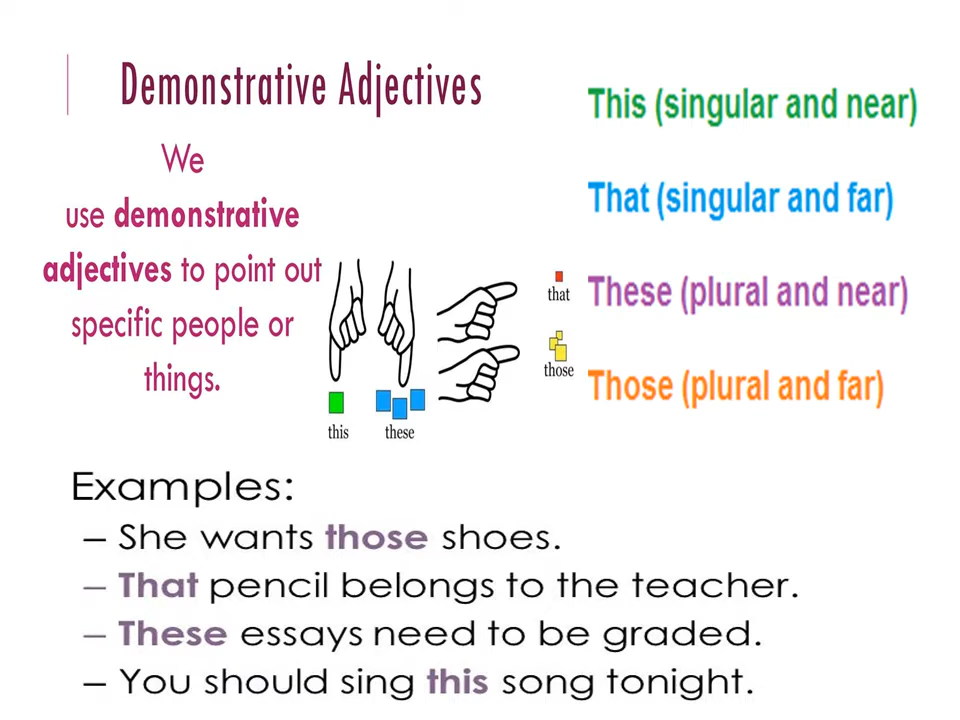 Demonstrative Adjectives
We
use demonstrative
adjectives to point out
specific people or
things.
This (singular and near)
That (singular and far)
These (plural and near)
Those (plural and far)
that
those
this
these
Examples:
– She wants those shoes.
– That pencil belongs to the teacher.
– These essays need to be graded.
– You should sing this song tonight.